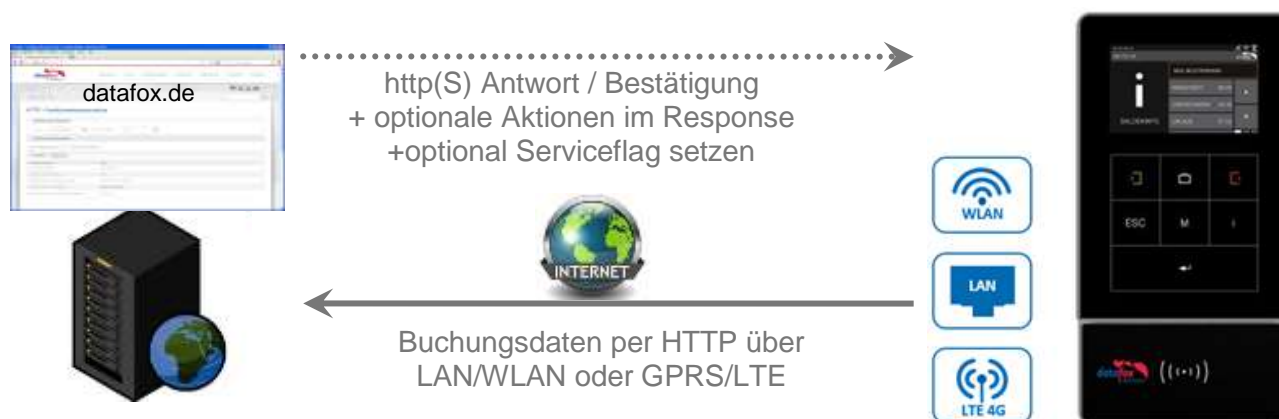 datafox.de
http(S) Antwort / Bestätigung
+ optionale Aktionen im Response
+optional Serviceflag setzen
WLAN
INTERNET
LAN
Buchungsdaten per HTTP über
LAN/WLAN oder GPRS/LTE
LTE 4G
ESC M i
datafox